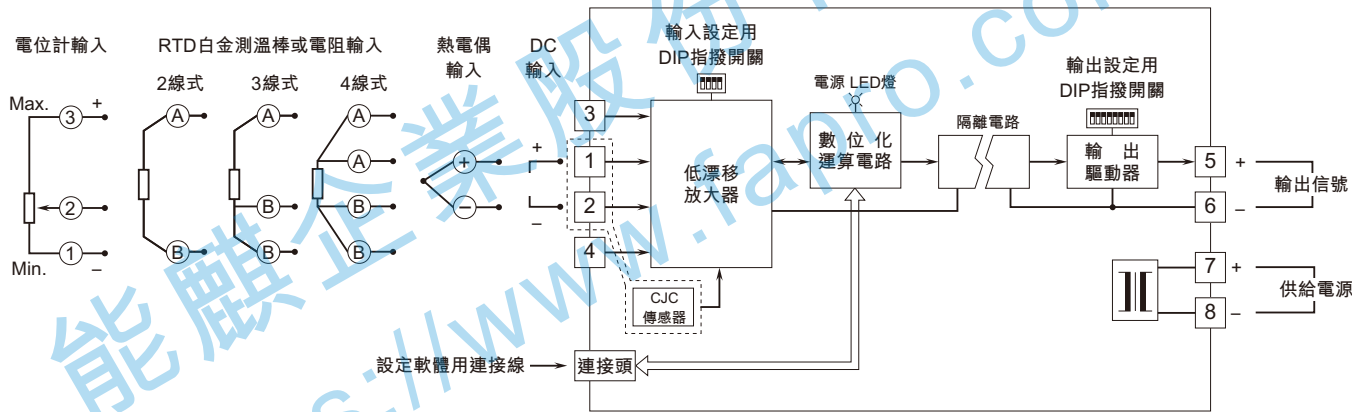 電位計輸入
Max.
3
+
2
1
–
Min.
RTD白金測溫棒或電阻輸入
2線式
A
B
3線式
A
B
B
4線式
A
A
B
B
熱電偶
輸入
+
–
DC
輸入
+
–
3
1
2
4
輸入設定用
DIP指撥開關
低漂移
放大器
CJC
傳感器
電源 LED燈
數位化
運算電路
隔離電路
輸出設定用
DIP指撥開關
輸出
驅動器
5
+
6
–
輸出信號
7
+
8
–
供給電源
設定軟體用連接線
連接頭
能麒企業股份
s://www.fapro.co